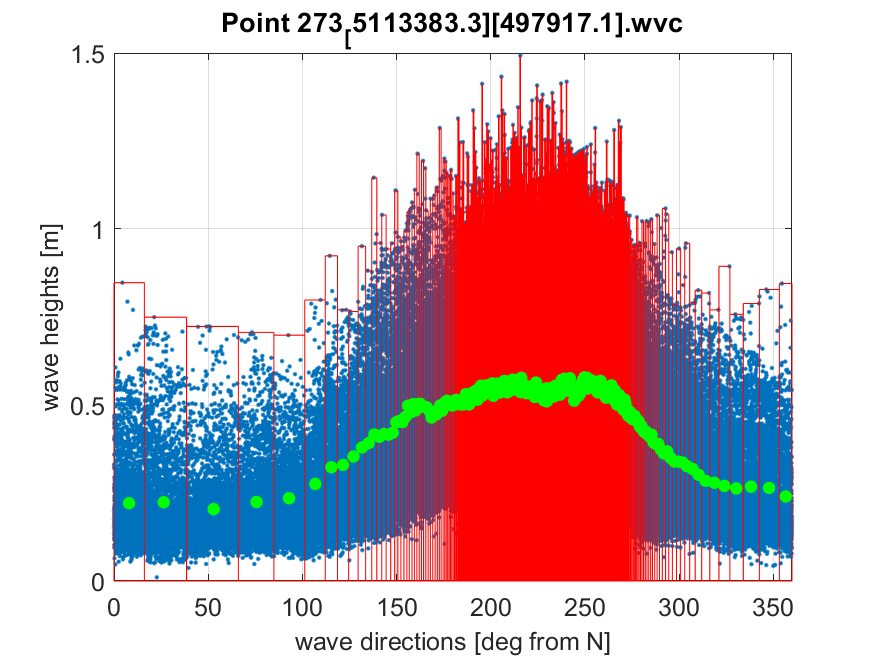 Point 273[5113383.3][497917.1].wvc
1.5
1
0.5
0
wave heights [m]
0 50 100 150 200 250 300 350
wave directions [deg from N]